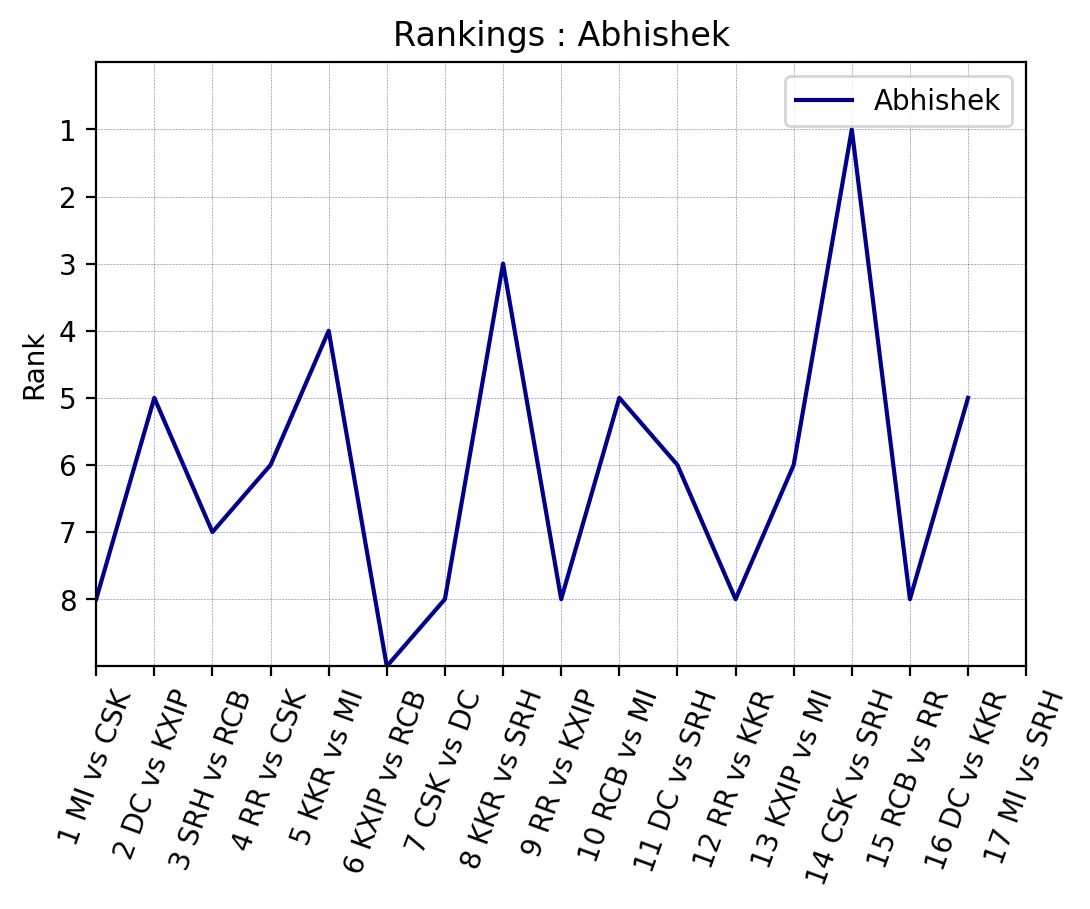 Rankings : Abhishek
Abhishek
Rank
1
2
3
4
5
6
7
8
1 MI vs CSK
2 DC vs KXIP
3 SRH vs RCB
4 RR vs CSK
5 KKR vs MI
6 KXIP vs RCB
7 CSK vs DC
8 KKR vs SRH
9 RR vs KXIP
10 RCB vs MI
11 DC vs SRH
12 RR vs KKR
13 KXIP vs MI
14 CSK vs SRH
15 RCB vs RR
16 DC vs KKR
17 MI vs SRH